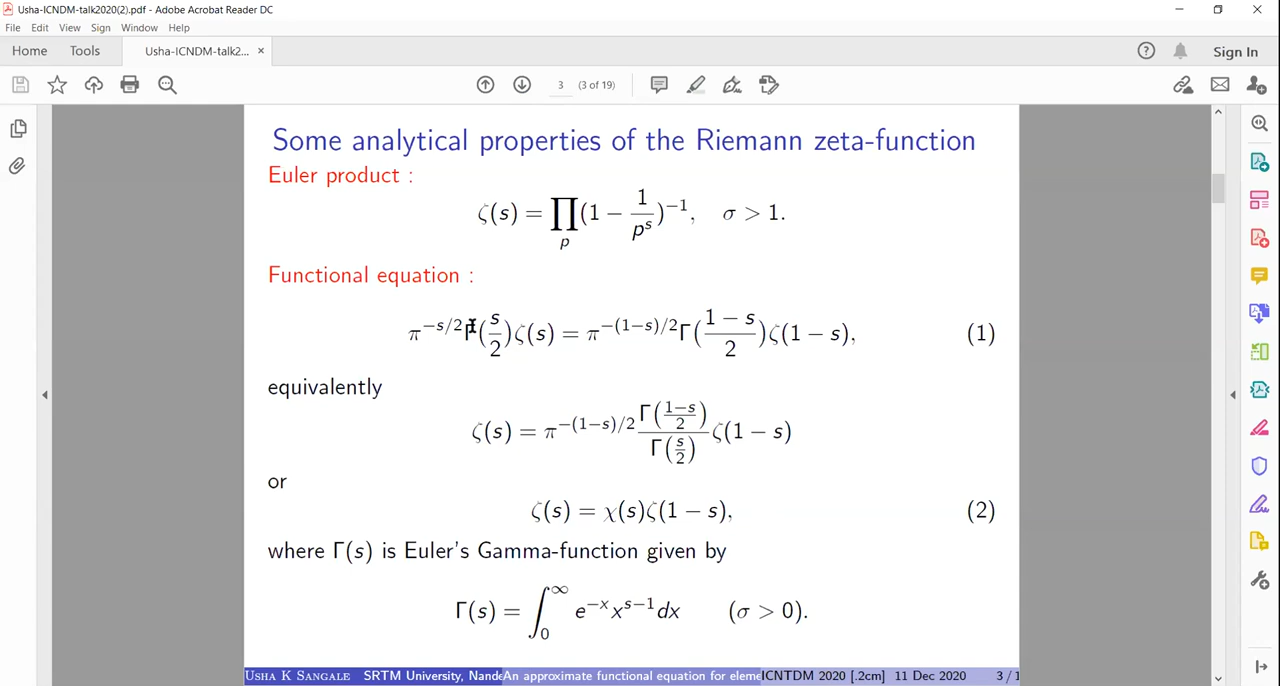 Usha-ICNDM-talk2020(2).pdf - Adobe Acrobat Reader DC
File Edit View Sign Window Help
Home Tools Usha-ICNDM-talk2... × Sign In
3 (3 of 19)
Some analytical properties of the Riemann zeta-function
Euler product :
ζ(s) = ∏_p (1 − 1/p^s)^−1, σ > 1.
Functional equation :
π^−s/2 Γ(s/2)ζ(s) = π^−(1−s)/2 Γ((1−s)/2)ζ(1 − s), (1)
equivalently
ζ(s) = π^−(1−s)/2 Γ((1−s)/2)/Γ(s/2) ζ(1 − s)
or
ζ(s) = χ(s)ζ(1 − s), (2)
where Γ(s) is Euler's Gamma-function given by
Γ(s) = ∫_0^∞ e^−x x^s−1 dx (σ > 0).
Usha K Sangale SRTM University, Nande An approximate functional equation for eleme ICNTDM 2020 [.2cm] 11 Dec 2020 3 / 1